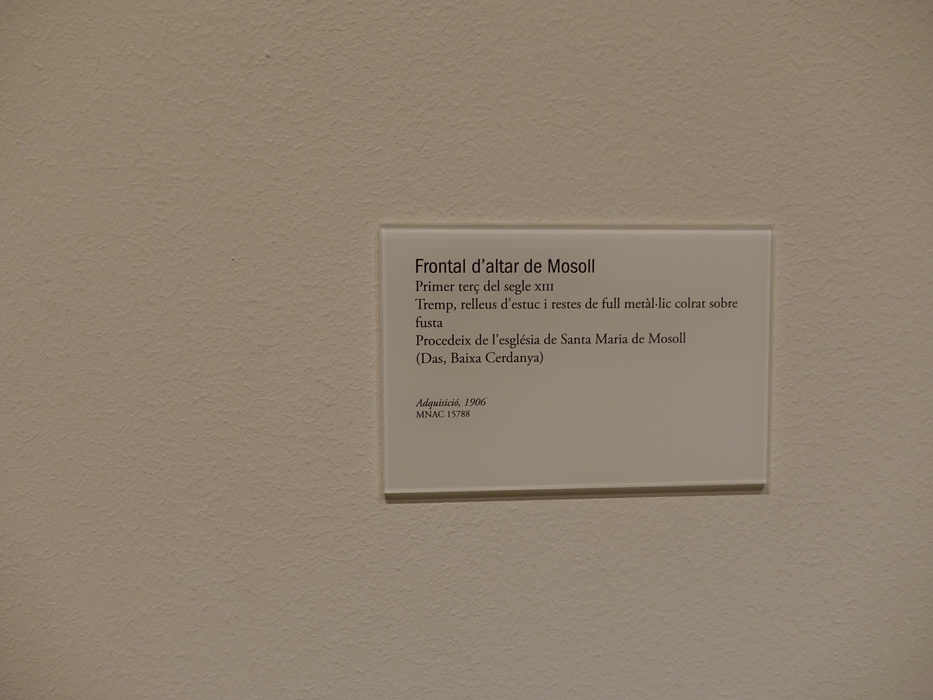 Frontal d'altar de Mosoll
Primer terç del segle XIII
Tremp, relleus d'estuc i restes de full metàl·lic colrat sobre
fusta
Procedeix de l'església de Santa Maria de Mosoll
(Das, Baixa Cerdanya)
Adquisició, 1906
MNAC 15788